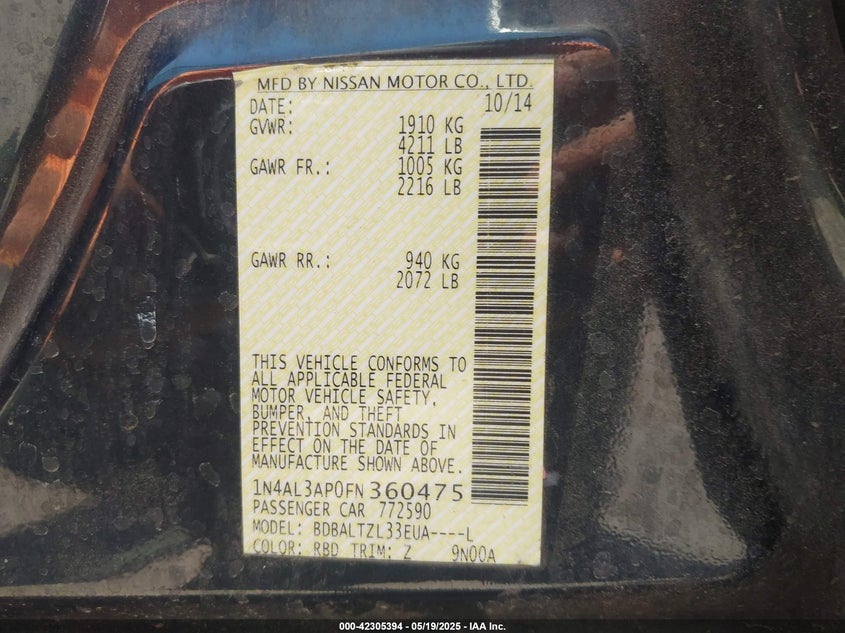 MFD BY NISSAN MOTOR CO., LTD.
DATE: 10/14
GVWR: 1910 KG
4211 LB
GAWR FR.: 1005 KG
2216 LB
GAWR RR.: 940 KG
2072 LB
THIS VEHICLE CONFORMS TO
ALL APPLICABLE FEDERAL
MOTOR VEHICLE SAFETY,
BUMPER, AND THEFT
PREVENTION STANDARDS IN
EFFECT ON THE DATE OF
MANUFACTURE SHOWN ABOVE.
1N4AL3AP0FN360475
PASSENGER CAR 772590
MODEL: BDBALTZL33EUA----L
COLOR: RBD TRIM: Z 9N00A
000-42305394 - 05/19/2025 - IAA Inc.